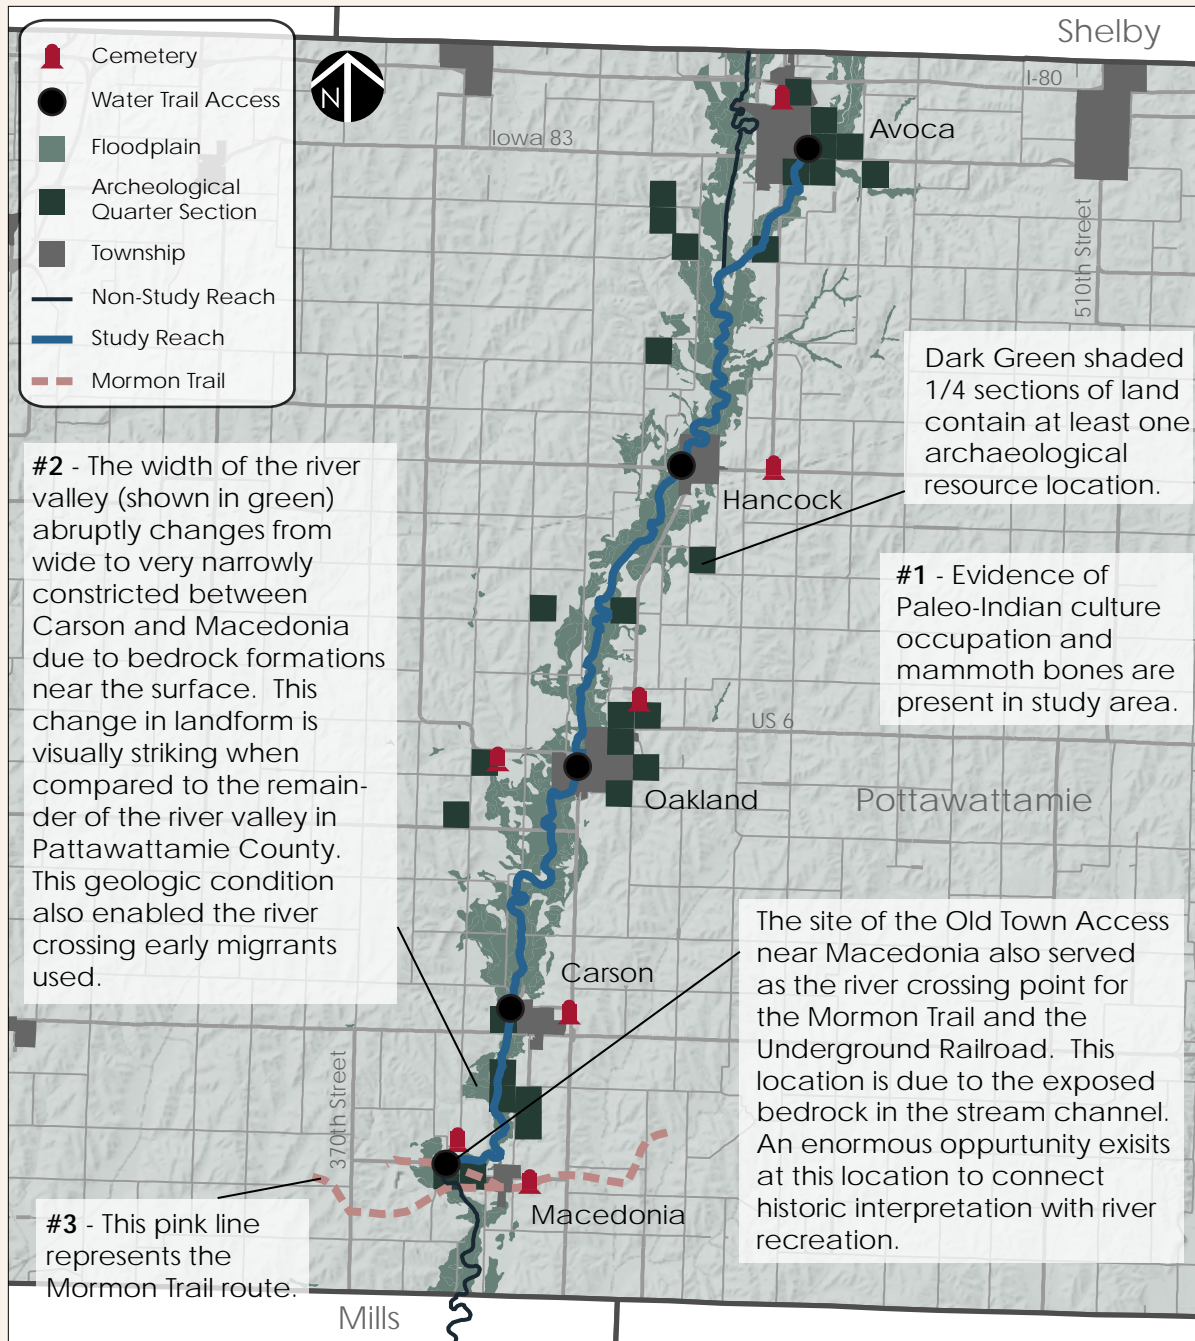 Shelby
Cemetery
Water Trail Access
Floodplain
Archeological
Quarter Section
Township
Non-Study Reach
Study Reach
Mormon Trail
N
I-80
Iowa 83
Avoca
510th Street
Dark Green shaded
1/4 sections of land
contain at least one
archaeological
resource location.
#2 - The width of the river
valley (shown in green)
abruptly changes from
wide to very narrowly
constricted between
Carson and Macedonia
due to bedrock formations
near the surface.  This
change in landform is
visually striking when
compared to the remain-
der of the river valley in
Pattawattamie County.
This geologic condition
also enabled the river
crossing early migrrants
used.
Hancock
#1 - Evidence of
Paleo-Indian culture
occupation and
mammoth bones are
present in study area.
US 6
Oakland
Pottawattamie
The site of the Old Town Access
near Macedonia also served
as the river crossing point for
the Mormon Trail and the
Underground Railroad.  This
location is due to the exposed
bedrock in the stream channel.
An enormous oppurtunity exisits
at this location to connect
historic interpretation with river
recreation.
Carson
370th Street
#3 - This pink line
represents the
Mormon Trail route.
Macedonia
Mills